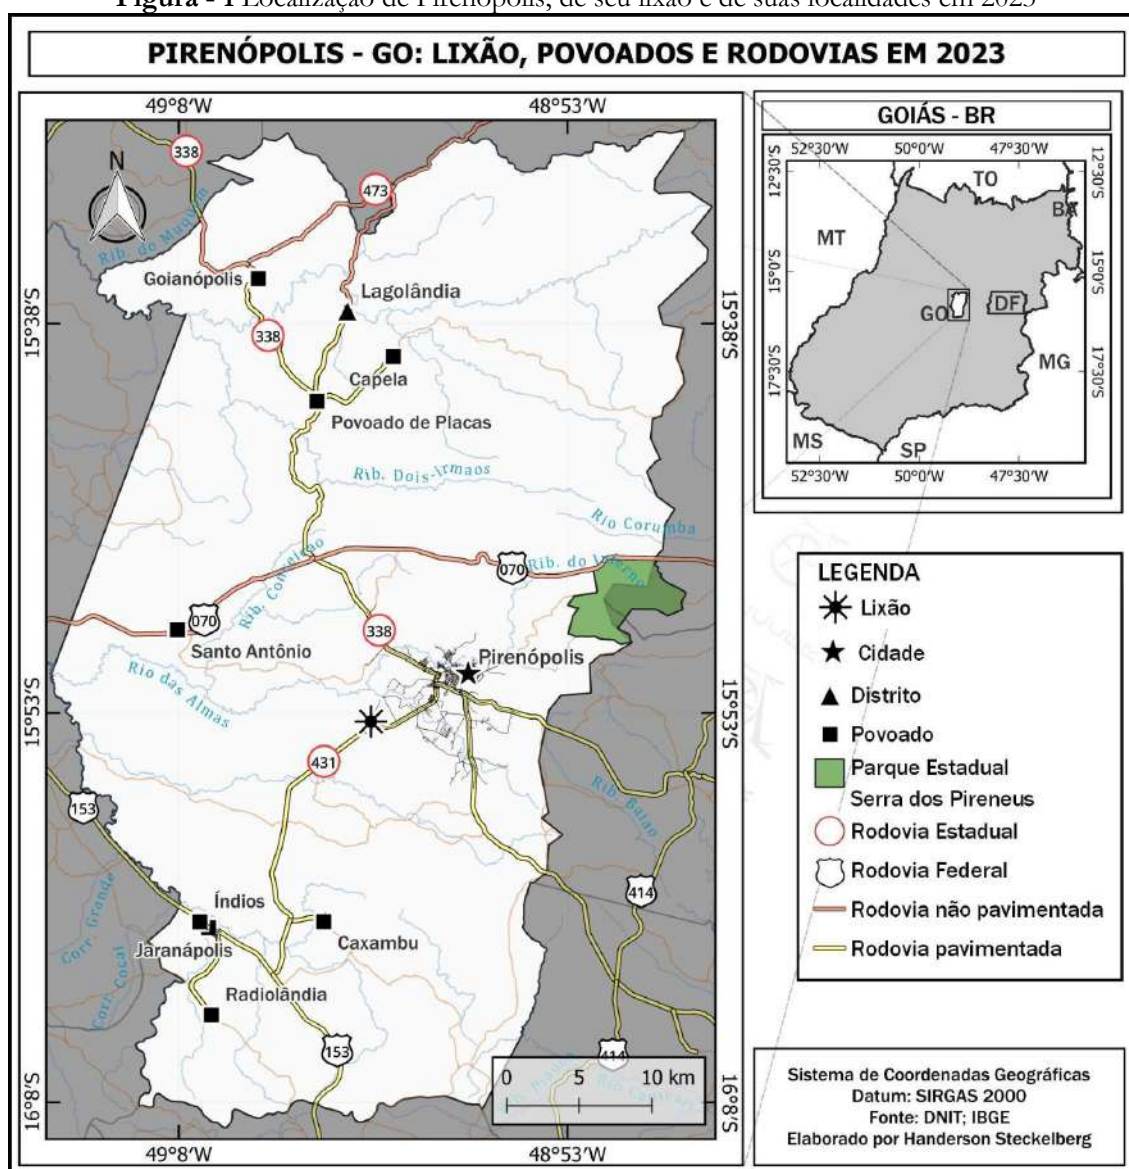 Figura - 1 Localização de Pirenópolis, de seu lixão e de suas localidades em 2023
PIRENÓPOLIS - GO: LIXÃO, POVOADOS E RODOVIAS EM 2023
49°8'W
48°53'W
N
338
473
Rib. do Muquém
Goianópolis
Lagolândia
15°38'S
15°38'S
338
Capela
Povoado de Placas
Rib. Dois-Irmaos
Rio Corumba
Rib. Conceiçao
070
Rib. do Inferno
070
338
Santo Antônio
Pirenópolis
Rio das Almas
15°53'S
15°53'S
431
153
Rib. Baiao
414
Índios
Corr. Grande
Jaranápolis
Caxambu
Corr. Cocal
Radiolândia
153
414
0 5 10 km
16°8'S
16°8'S
49°8'W
48°53'W
GOIÁS - BR
52°30'W
50°0'W
47°30'W
12°30'S
12°30'S
TO
BA
MT
15°0'S
15°0'S
GO
DF
MG
17°30'S
17°30'S
MS
SP
52°30'W
50°0'W
47°30'W
LEGENDA
Lixão
Cidade
Distrito
Povoado
Parque Estadual
Serra dos Pireneus
Rodovia Estadual
Rodovia Federal
Rodovia não pavimentada
Rodovia pavimentada
Sistema de Coordenadas Geográficas
Datum: SIRGAS 2000
Fonte: DNIT; IBGE
Elaborado por Handerson Steckelberg